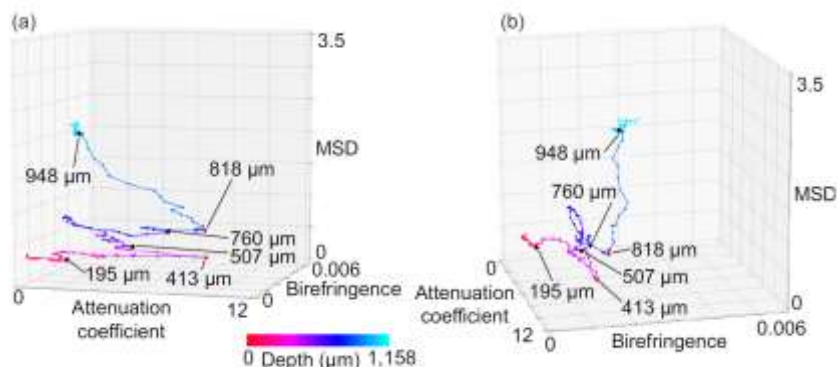 (a)
3.5
MSD
948 µm
818 µm
760 µm
507 µm
195 µm
413 µm
0
0.006
Birefringence
0
Attenuation
coefficient
12
0
0 Depth (µm) 1,158
(b)
3.5
MSD
948 µm
760 µm
818 µm
507 µm
195 µm
413 µm
0
Attenuation
coefficient
12
0
Birefringence
0.006
0